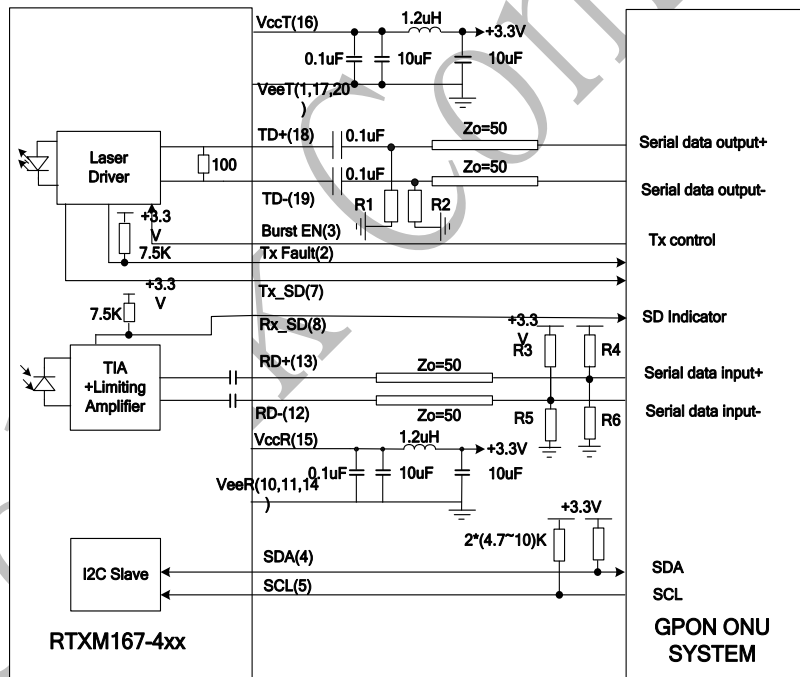 VccT(16)
1.2uH
+3.3V
0.1uF
10uF
10uF
VeeT(1,17,20
)
TD+(18)
0.1uF
Zo=50
Serial data output+
Laser
Driver
100
0.1uF
Zo=50
Serial data output-
TD-(19)
R1
R2
+3.3
V
Burst EN(3)
Tx control
7.5K
Tx Fault(2)
+3.3
V
Tx_SD(7)
7.5K
Rx_SD(8)
SD Indicator
+3.3
V
R3
R4
TIA
+Limiting
Amplifier
RD+(13)
Zo=50
Serial data input+
RD-(12)
Zo=50
Serial data input-
R5
R6
VccR(15)
1.2uH
+3.3V
0.1uF
10uF
10uF
VeeR(10,11,14
)
+3.3V
2*(4.7~10)K
I2C Slave
SDA(4)
SDA
SCL(5)
SCL
RTXM167-4xx
GPON ONU
SYSTEM